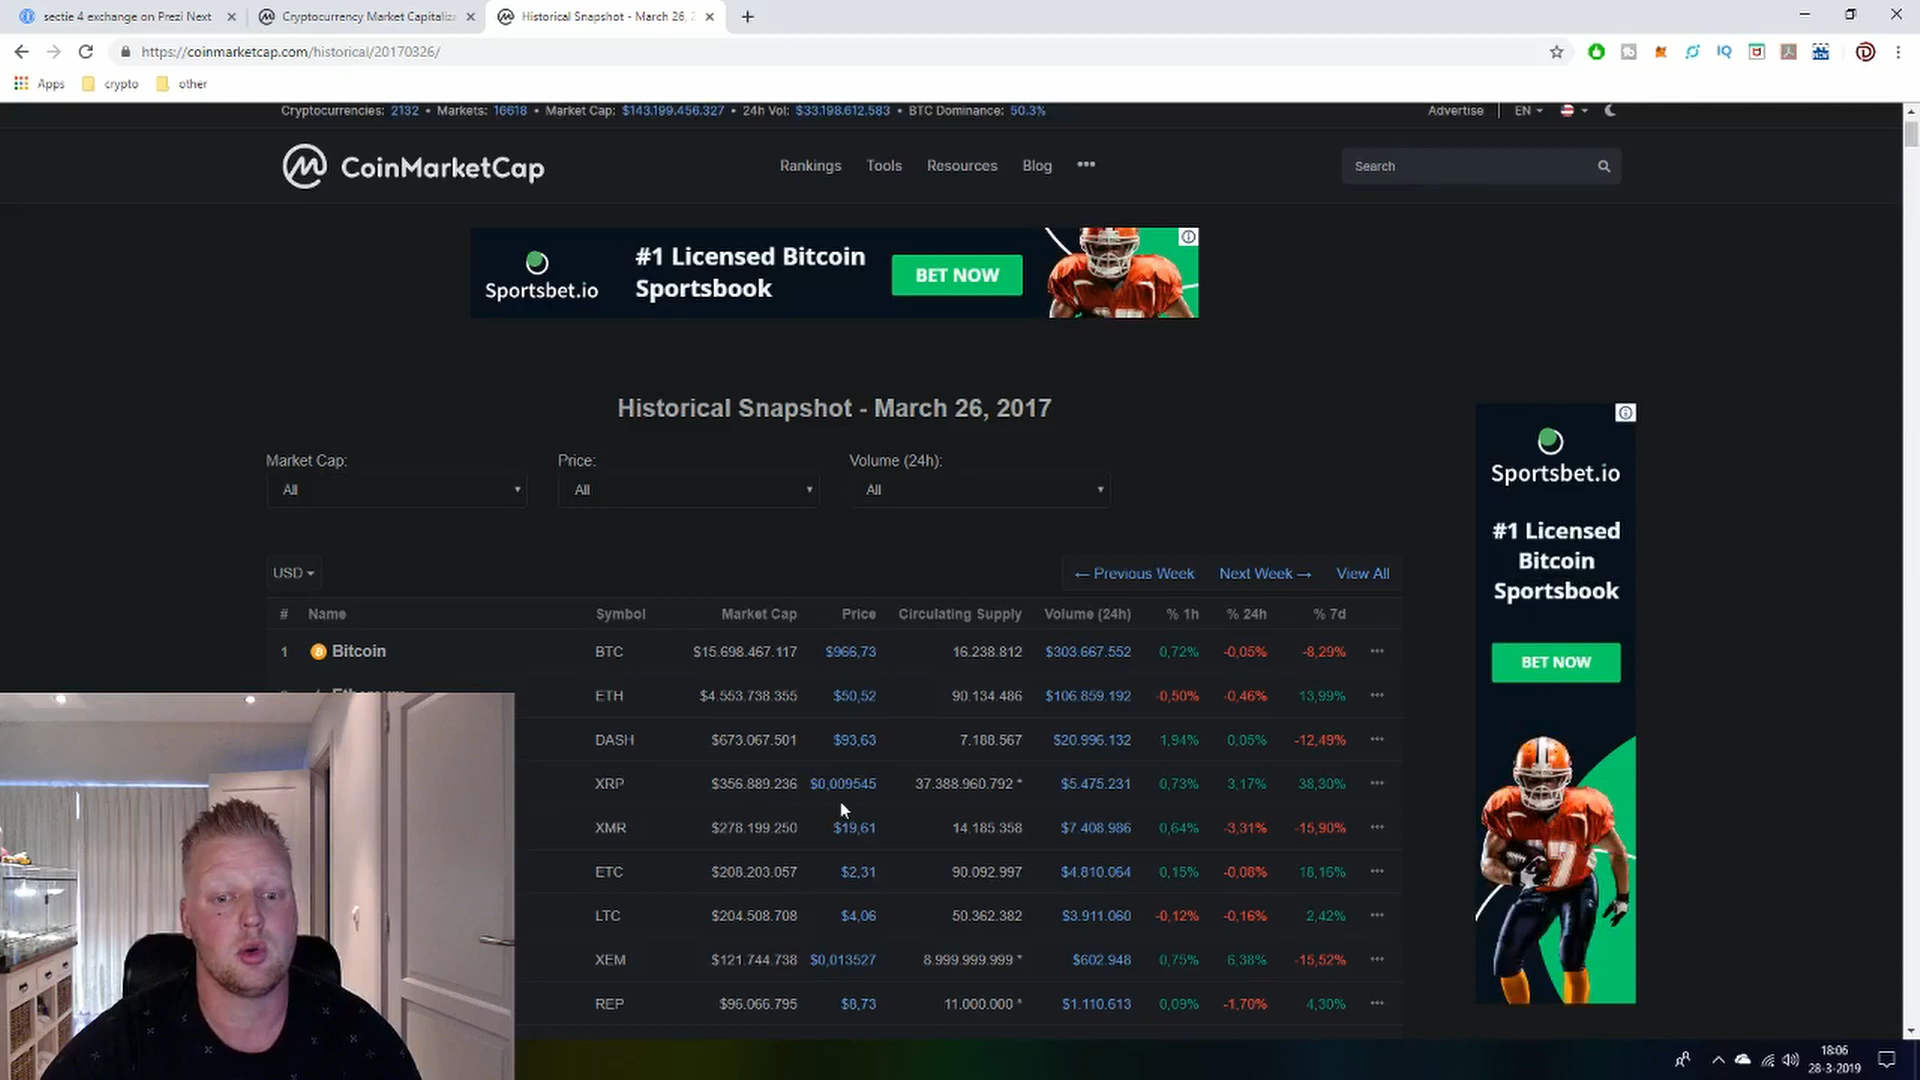 sectie 4 exchange on Prezi Next
Cryptocurrency Market Capitaliza
Historical Snapshot - March 26, 2
https://coinmarketcap.com/historical/20170326/
Apps crypto other
Cryptocurrencies: 2132 • Markets: 16618 • Market Cap: $143.199.456.327 • 24h Vol: $33.198.612.583 • BTC Dominance: 50.3%
Advertise EN
CoinMarketCap
Rankings Tools Resources Blog •••
Search
Sportsbet.io
#1 Licensed Bitcoin
Sportsbook
BET NOW
Historical Snapshot - March 26, 2017
Market Cap: Price: Volume (24h):
All All All
USD
← Previous Week Next Week → View All
# Name Symbol Market Cap Price Circulating Supply Volume (24h) % 1h % 24h % 7d
1 Bitcoin BTC $15.698.467.117 $966,73 16.238.812 $303.667.552 0,72% -0,05% -8,29%
ETH $4.553.738.355 $50,52 90.134.486 $106.859.192 -0,50% -0,46% 13,99%
DASH $673.067.501 $93,63 7.188.567 $20.996.132 1,94% 0,05% -12,49%
XRP $356.889.236 $0,009545 37.388.960.792 * $5.475.231 0,73% 3,17% 38,30%
XMR $278.199.250 $19,61 14.185.358 $7.408.986 0,64% -3,31% -15,90%
ETC $208.203.057 $2,31 90.092.997 $4.810.064 0,15% -0,08% 18,16%
LTC $204.508.708 $4,06 50.362.382 $3.911.060 -0,12% -0,16% 2,42%
XEM $121.744.738 $0,013527 8.999.999.999 * $602.948 0,75% 6,38% -15,52%
REP $96.066.795 $8,73 11.000.000 * $1.110.613 0,09% -1,70% 4,30%
Sportsbet.io
#1 Licensed
Bitcoin
Sportsbook
BET NOW
18:06
28-3-2019